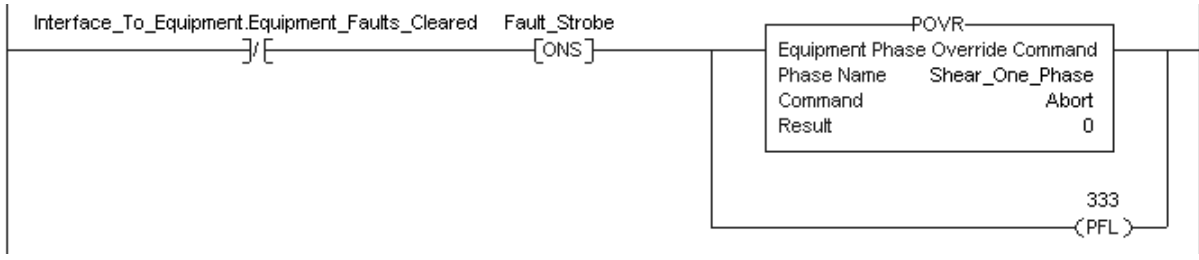 Interface_To_Equipment.Equipment_Faults_Cleared Fault_Strobe
ONS
POVR
Equipment Phase Override Command
Phase Name Shear_One_Phase
Command Abort
Result 0
333
PFL